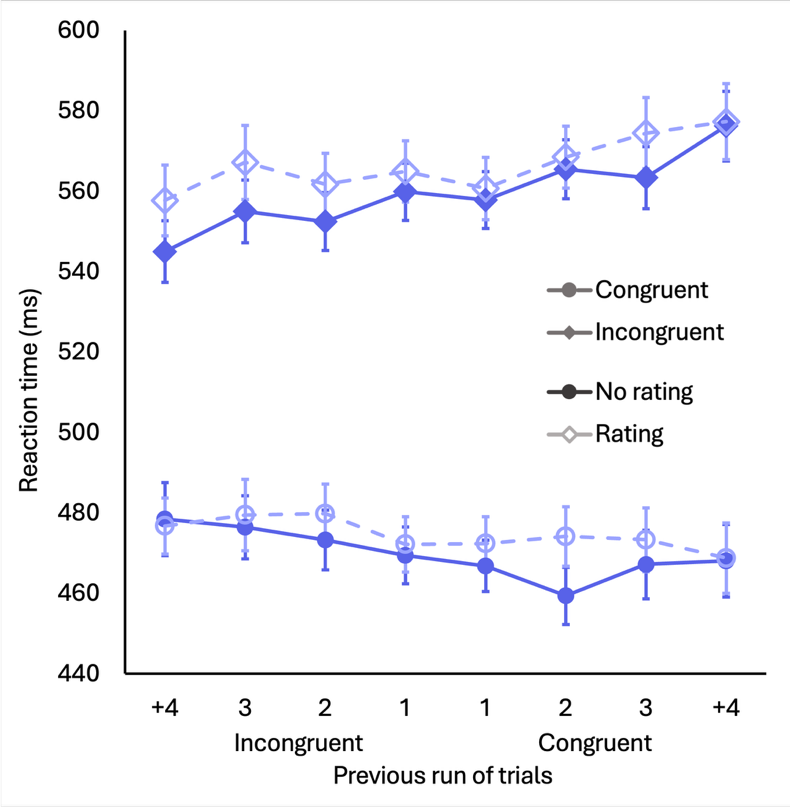 600
580
560
540
520
500
480
460
440
Reaction time (ms)
Congruent
Incongruent
No rating
Rating
+4 3 2 1 1 2 3 +4
Incongruent Congruent
Previous run of trials